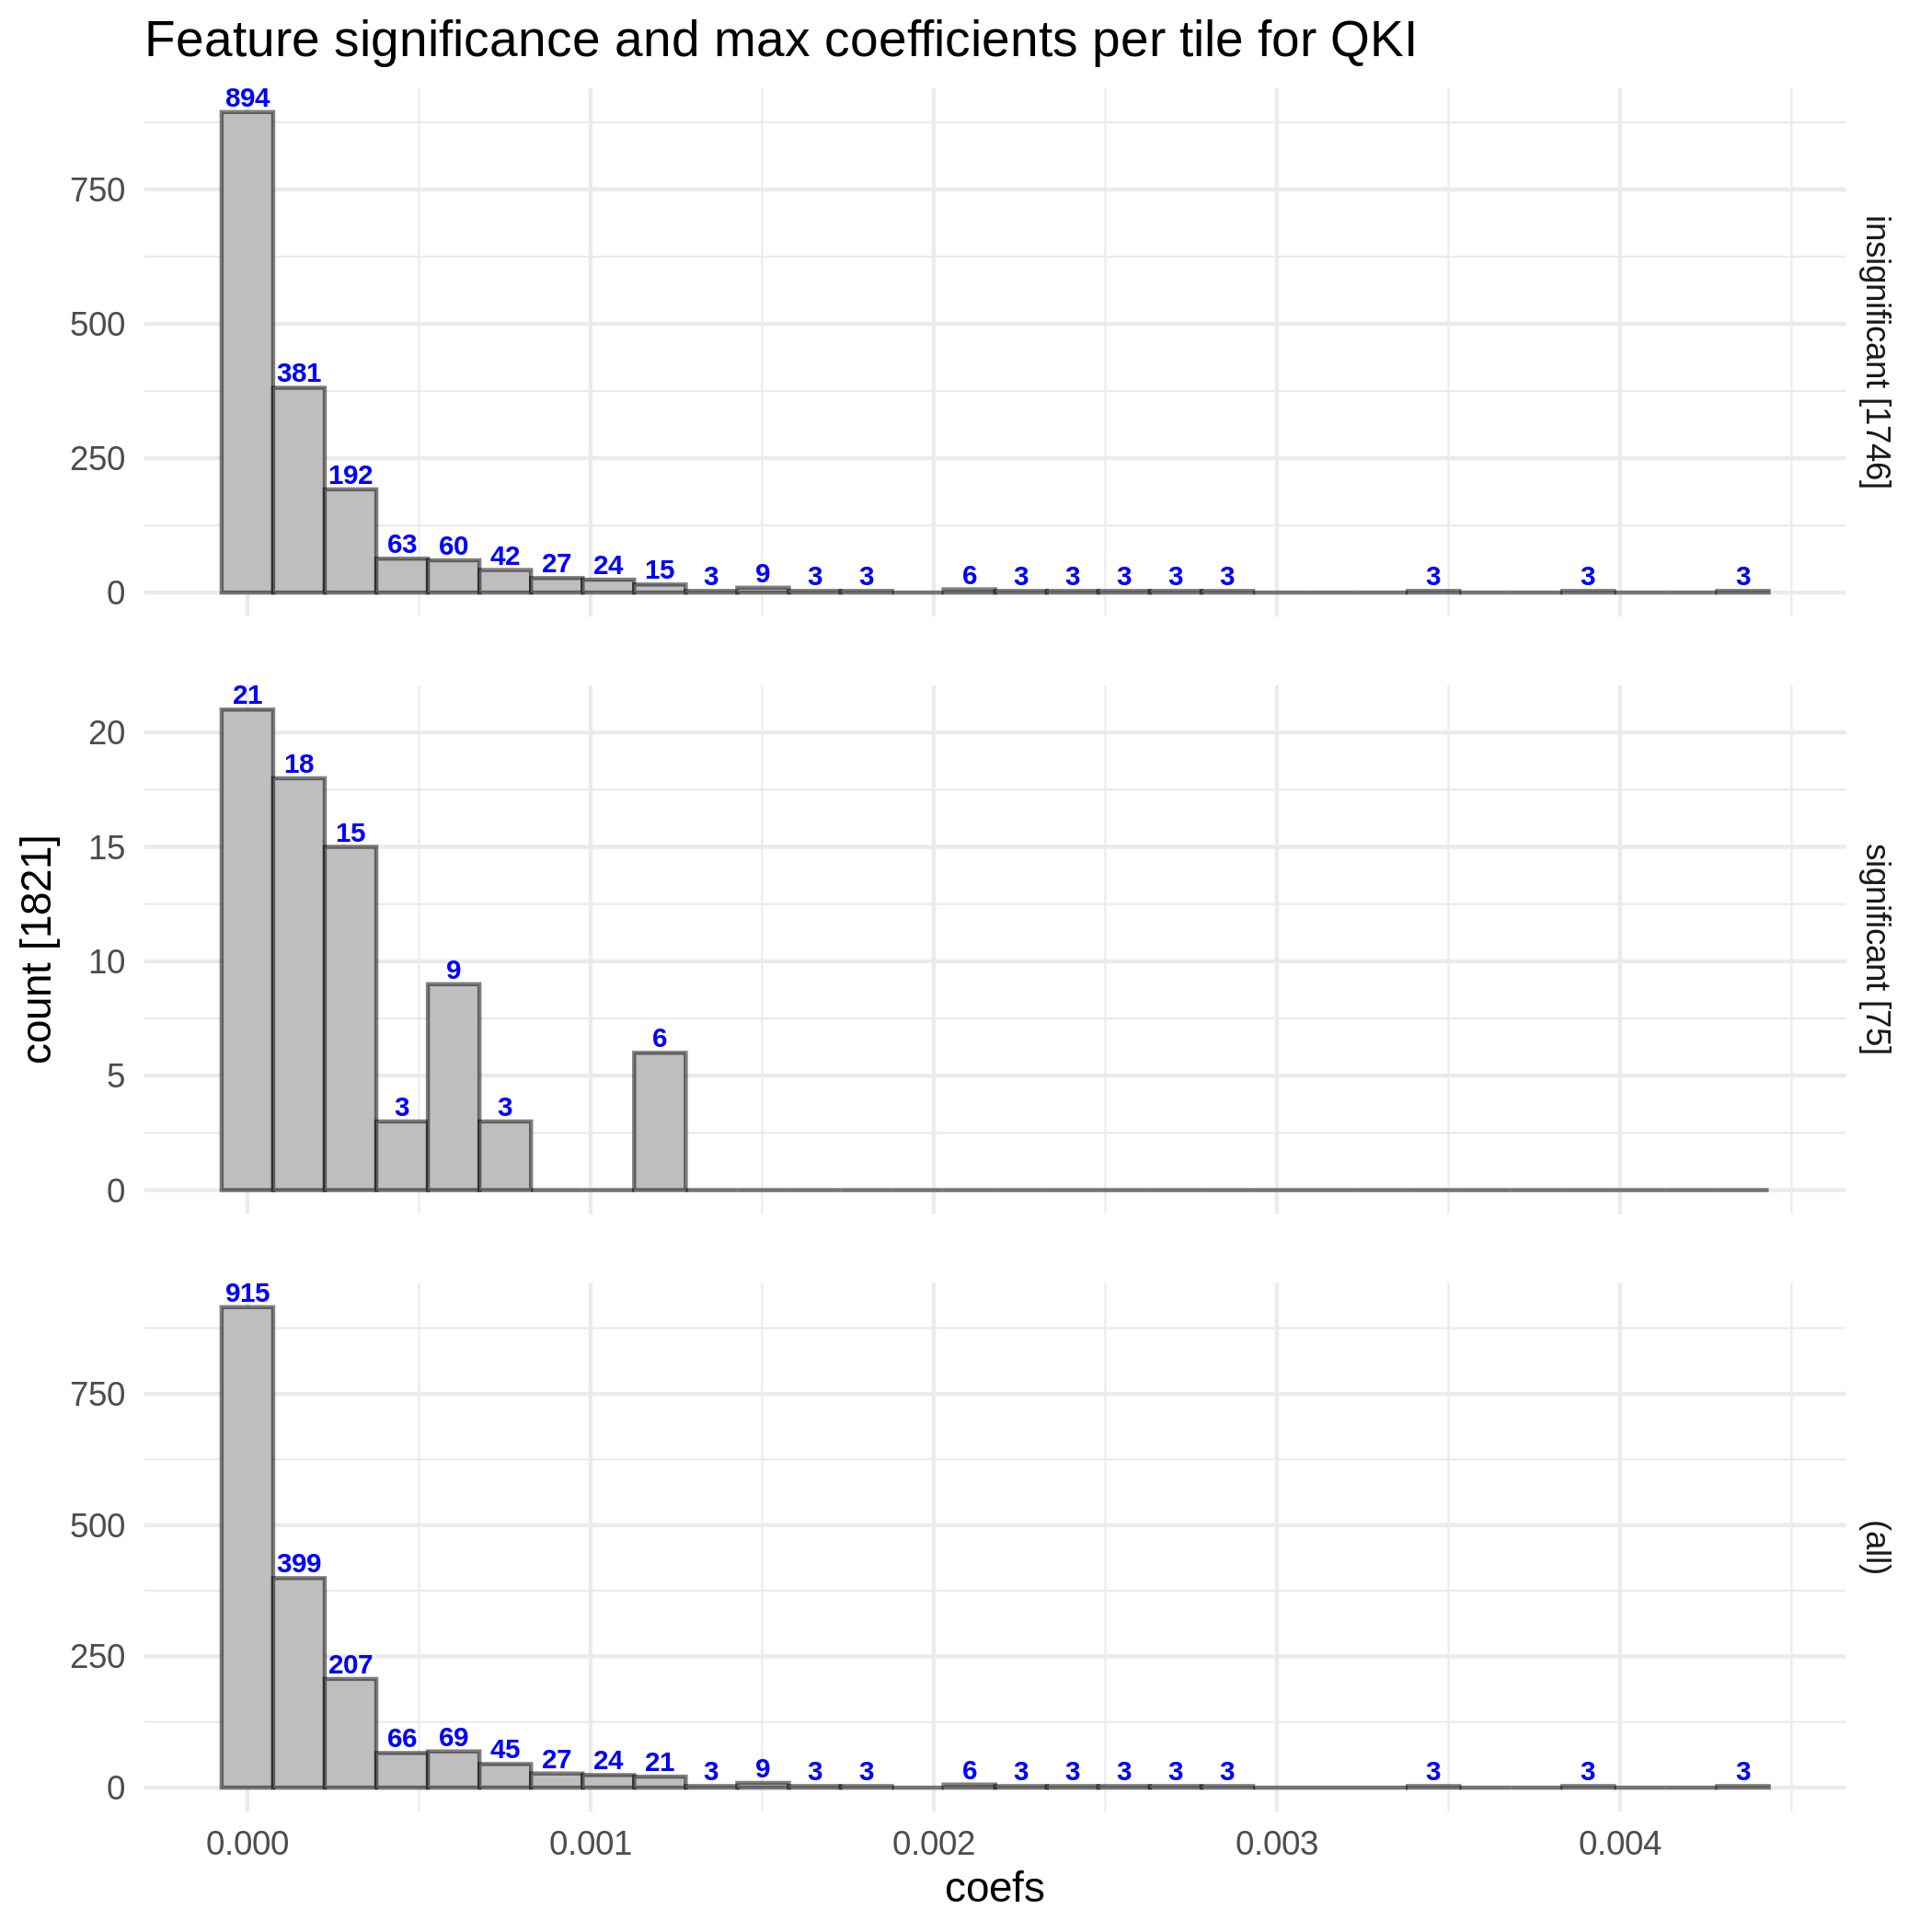 Feature significance and max coefficients per tile for QKI
894
750
500
381
250
192
63 60 42 27 24 15 3 9 3 3 6 3 3 3 3 3 3 3 3
0
insignificant [1746]
21
20
18
15
15
10
9
6
5
3
3
0
significant [75]
count [1821]
915
750
500
399
250
207
66 69 45 27 24 21 3 9 3 3 6 3 3 3 3 3 3 3 3
0
(all)
0.000 0.001 0.002 0.003 0.004
coefs